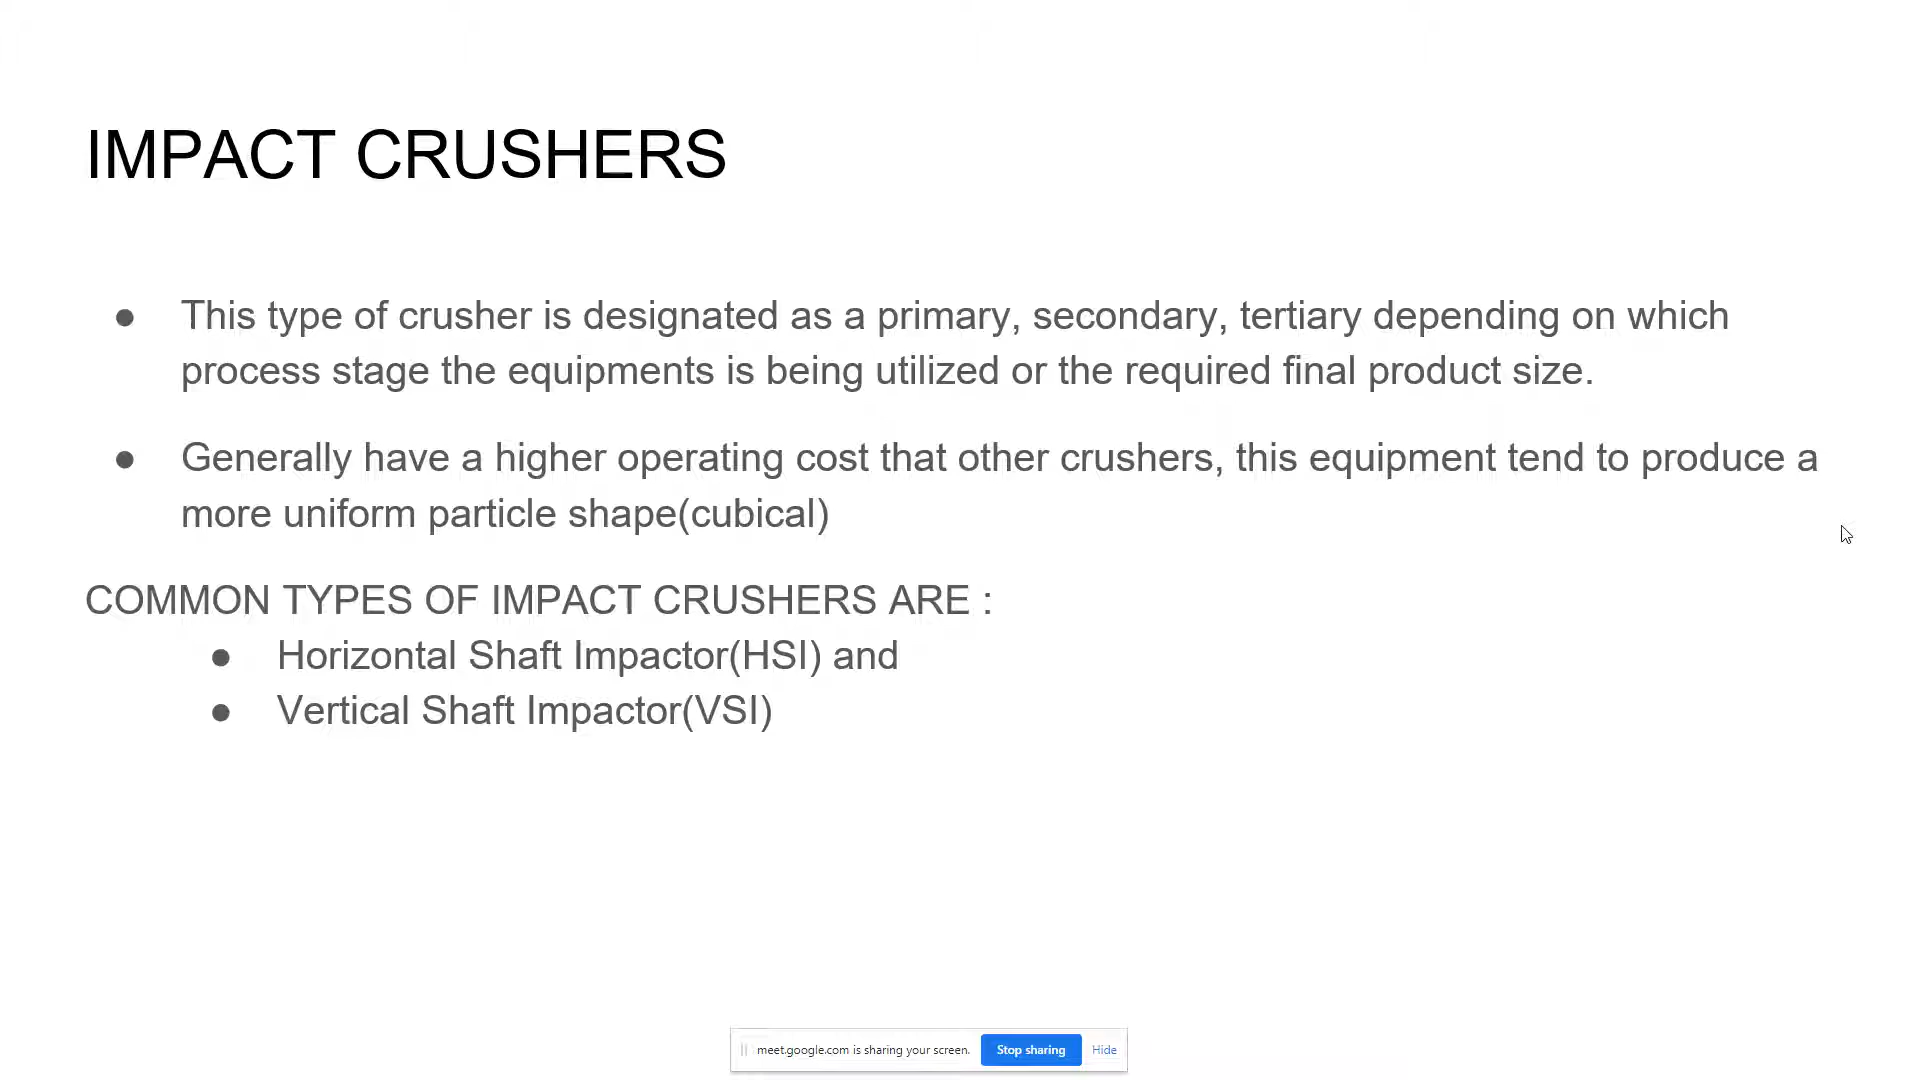 IMPACT CRUSHERS
● This type of crusher is designated as a primary, secondary, tertiary depending on which
process stage the equipments is being utilized or the required final product size.
● Generally have a higher operating cost that other crushers, this equipment tend to produce a
more uniform particle shape(cubical)
COMMON TYPES OF IMPACT CRUSHERS ARE :
● Horizontal Shaft Impactor(HSI) and
● Vertical Shaft Impactor(VSI)
meet.google.com is sharing your screen. Stop sharing Hide